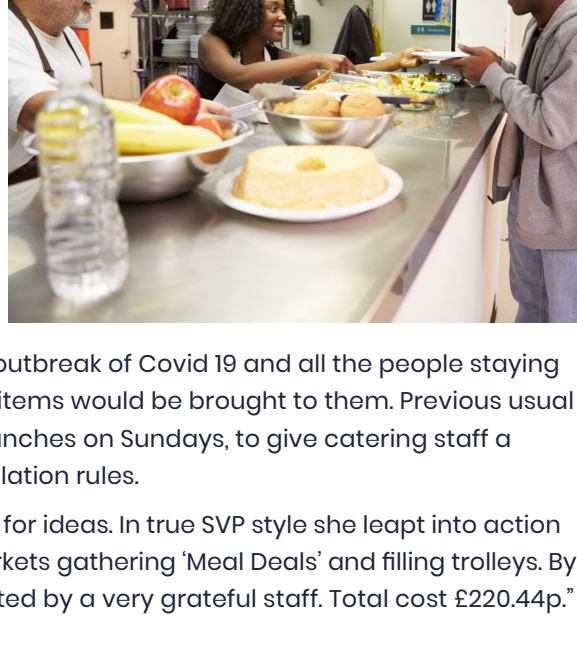 outbreak of Covid 19 and all the people staying
items would be brought to them. Previous usual
nches on Sundays, to give catering staff a
lation rules.
for ideas. In true SVP style she leapt into action
kets gathering ‘Meal Deals’ and filling trolleys. By
ted by a very grateful staff. Total cost £220.44p.”